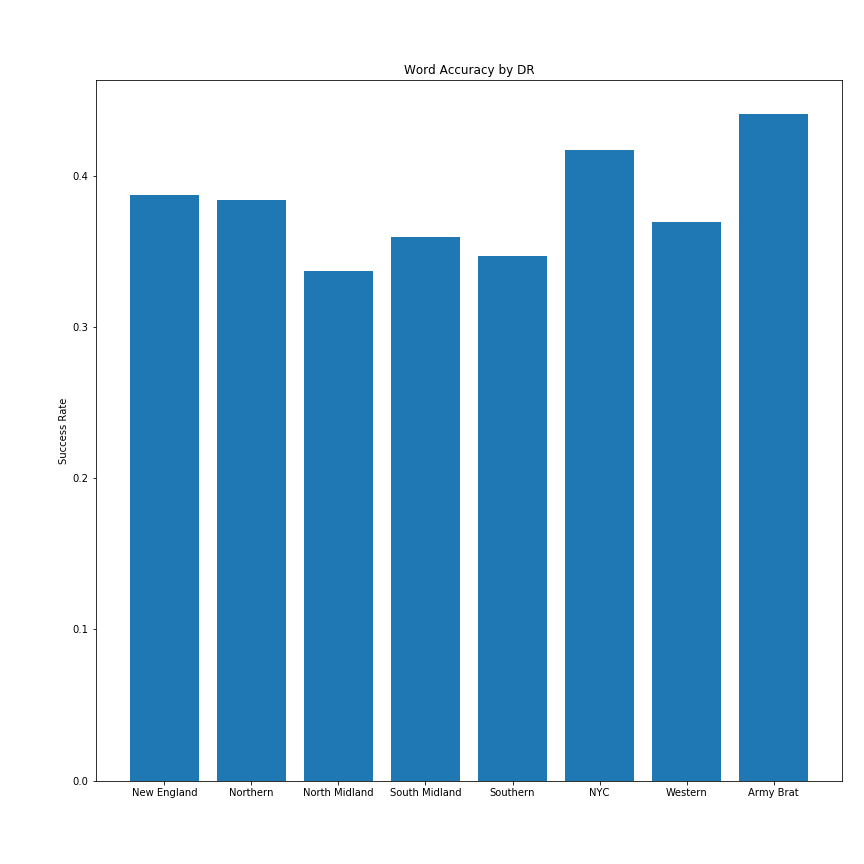 Word Accuracy by DR
Success Rate
0.4
0.3
0.2
0.1
0.0
New England Northern North Midland South Midland Southern NYC Western Army Brat